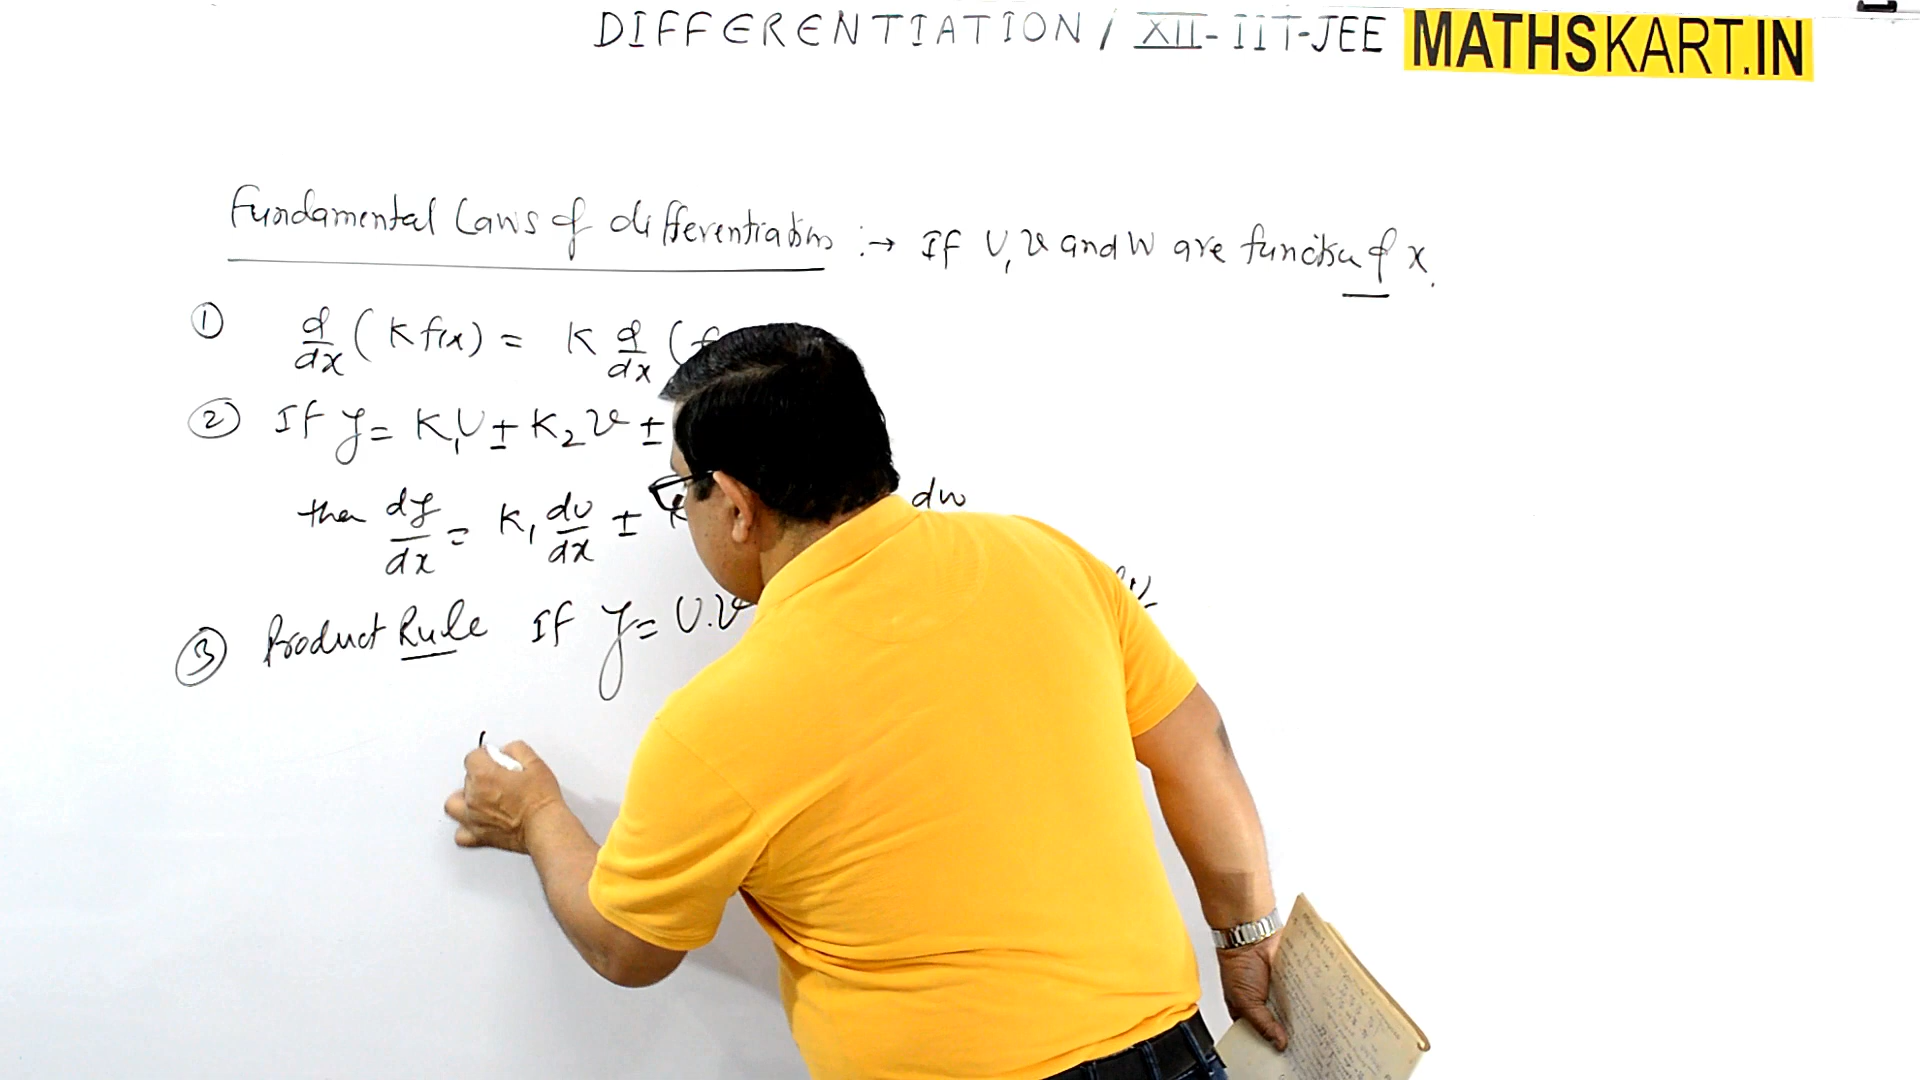 DIFFERENTIATION / XII-IIT-JEE MATHSKART.IN
Fundamental Laws of differentiation :→ If U, v and W are function of x.
① d/dx (K f(x)) = K d/dx (f
② If y = K₁U ± K₂v ±
then dy/dx = K₁ du/dx ± K dw
③ Product Rule If y = U.v